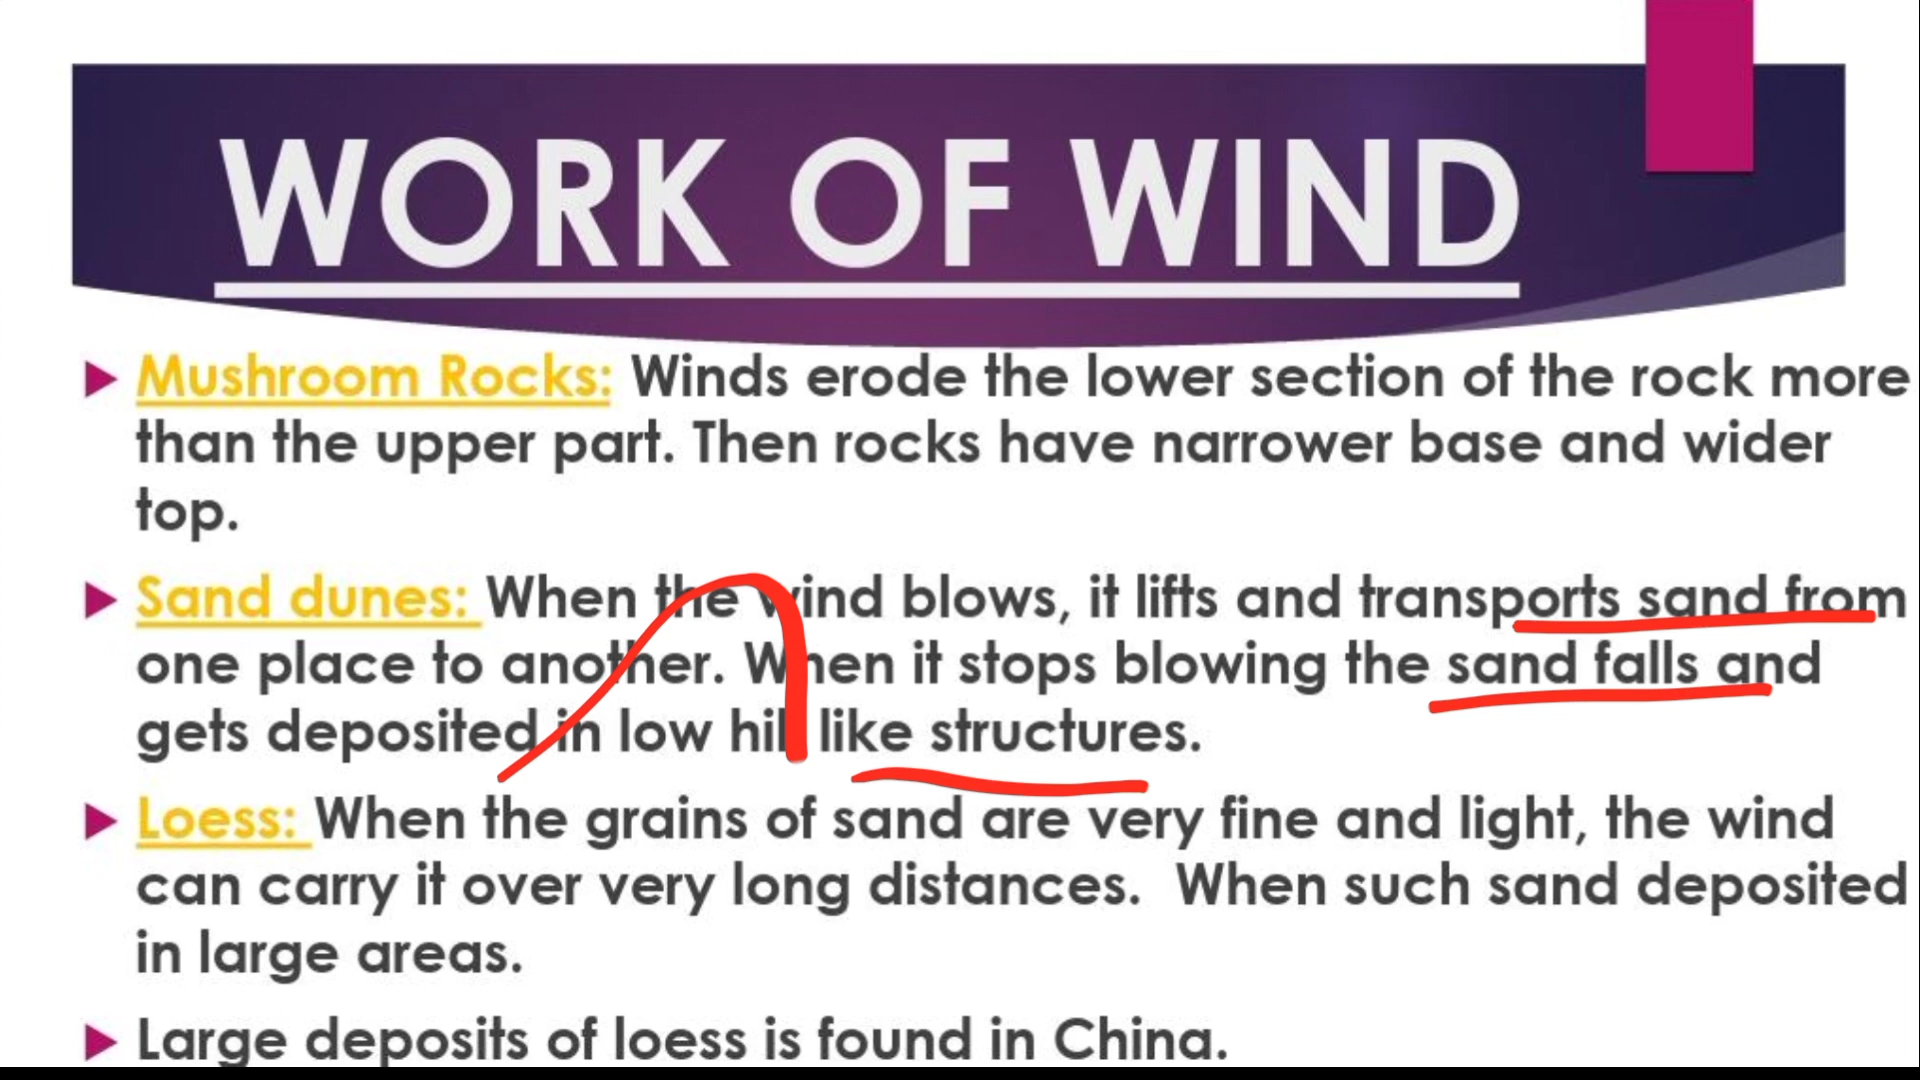 WORK OF WIND
Mushroom Rocks: Winds erode the lower section of the rock more
than the upper part. Then rocks have narrower base and wider
top.
Sand dunes: When the wind blows, it lifts and transports sand from
one place to another. When it stops blowing the sand falls and
gets deposited in low hill like structures.
Loess: When the grains of sand are very fine and light, the wind
can carry it over very long distances. When such sand deposited
in large areas.
Large deposits of loess is found in China.